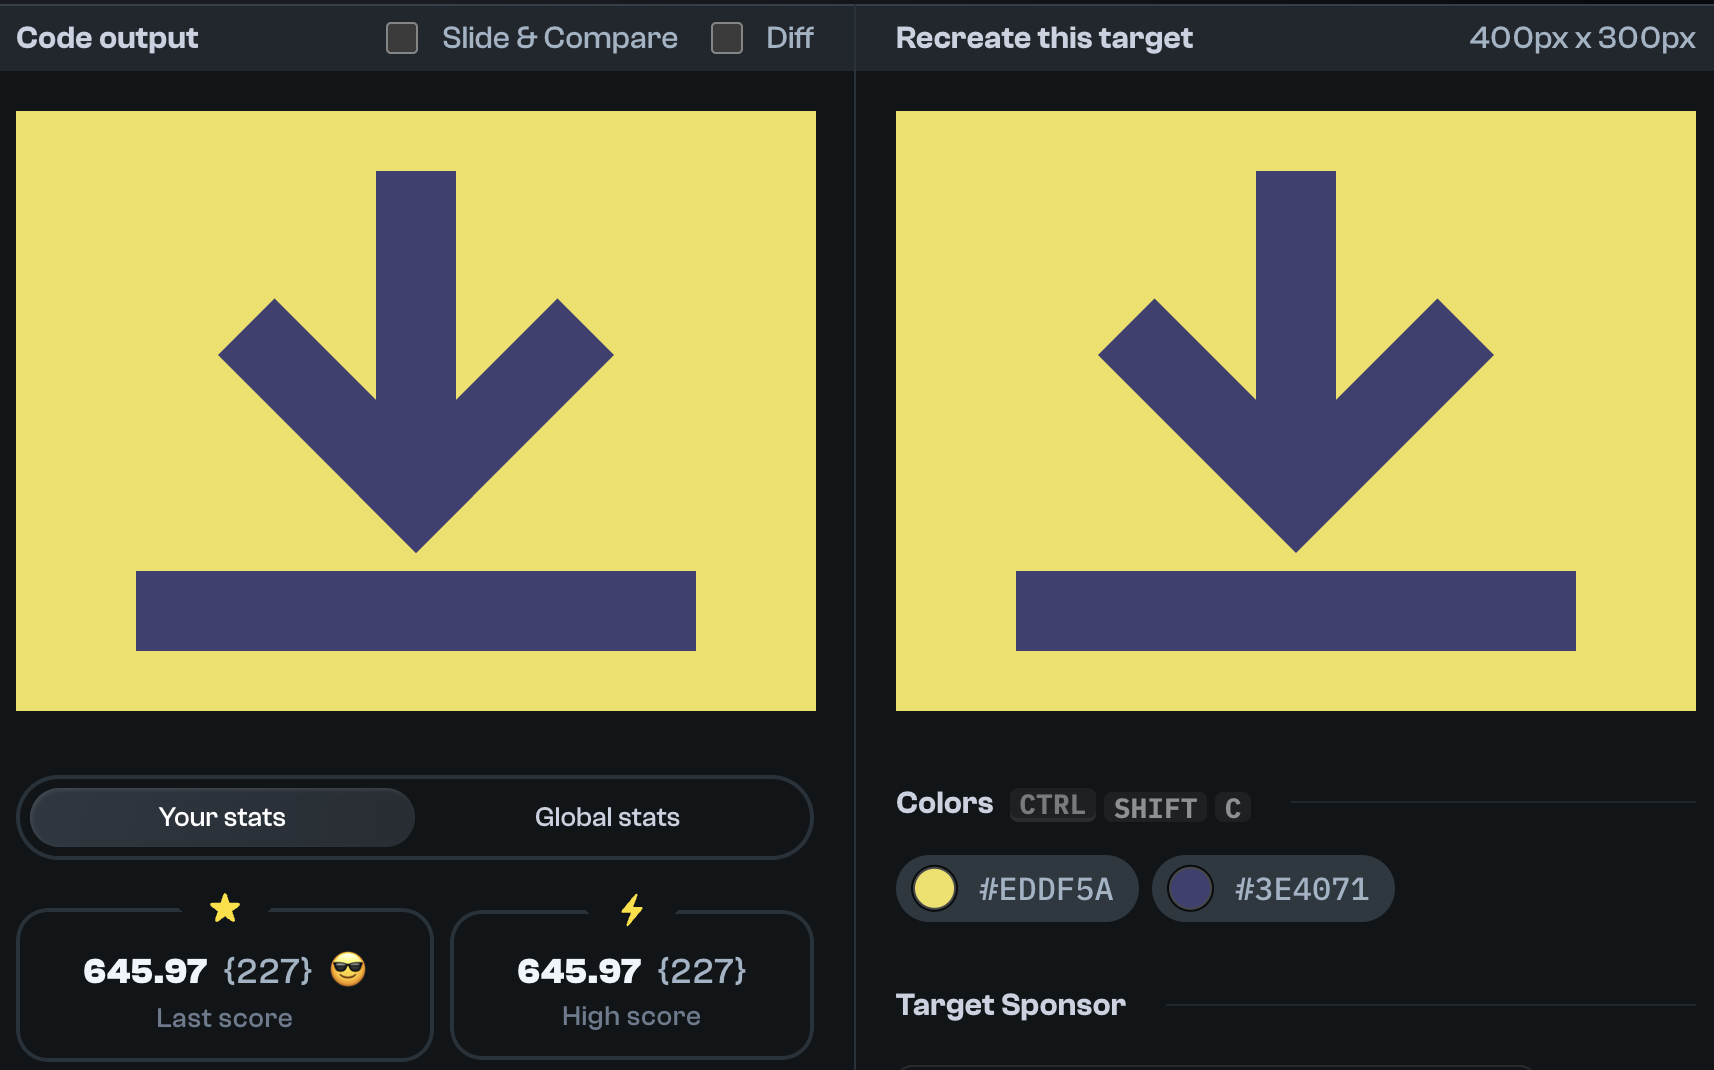 Code output
Slide & Compare
Diff
Recreate this target
400px x 300px
Your stats
Global stats
645.97 {227} 😎
Last score
645.97 {227}
High score
Colors CTRL SHIFT C
#EDDF5A
#3E4071
Target Sponsor